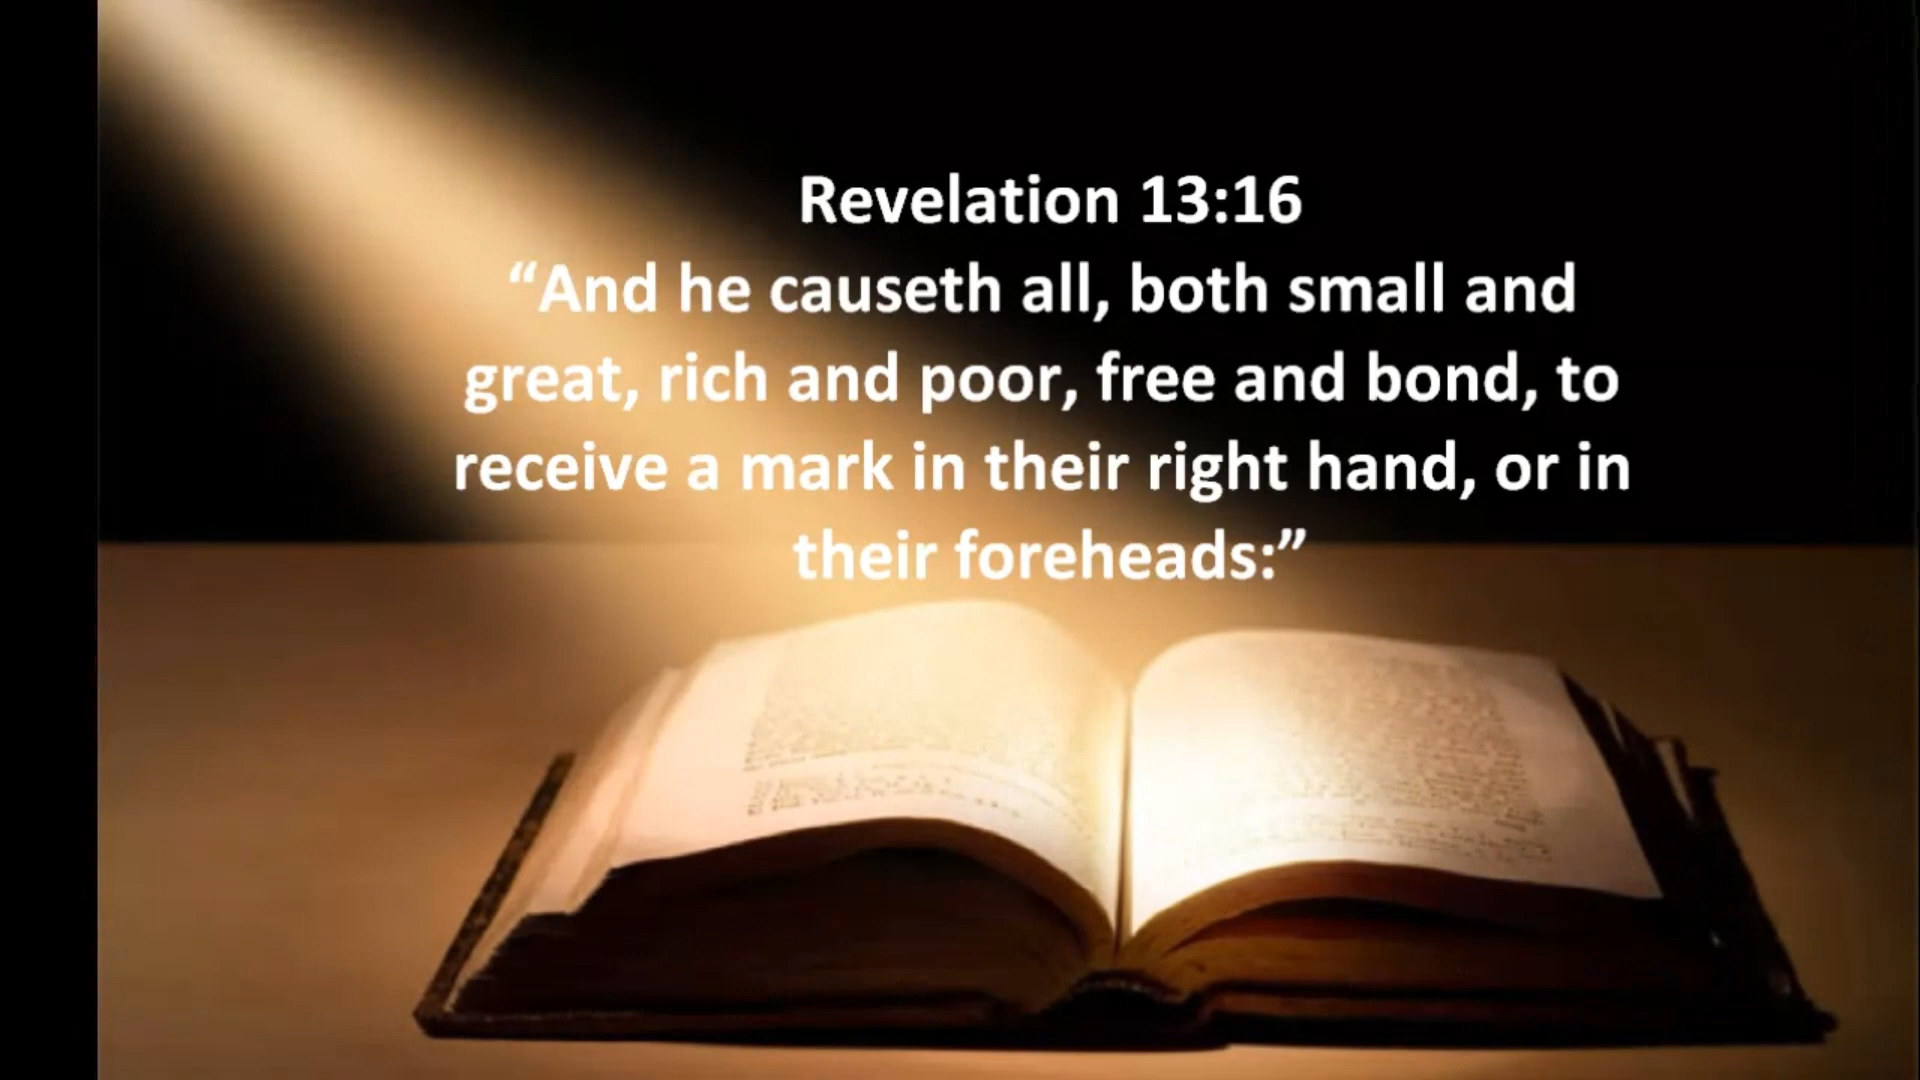 Revelation 13:16
“And he causeth all, both small and
great, rich and poor, free and bond, to
receive a mark in their right hand, or in
their foreheads:”